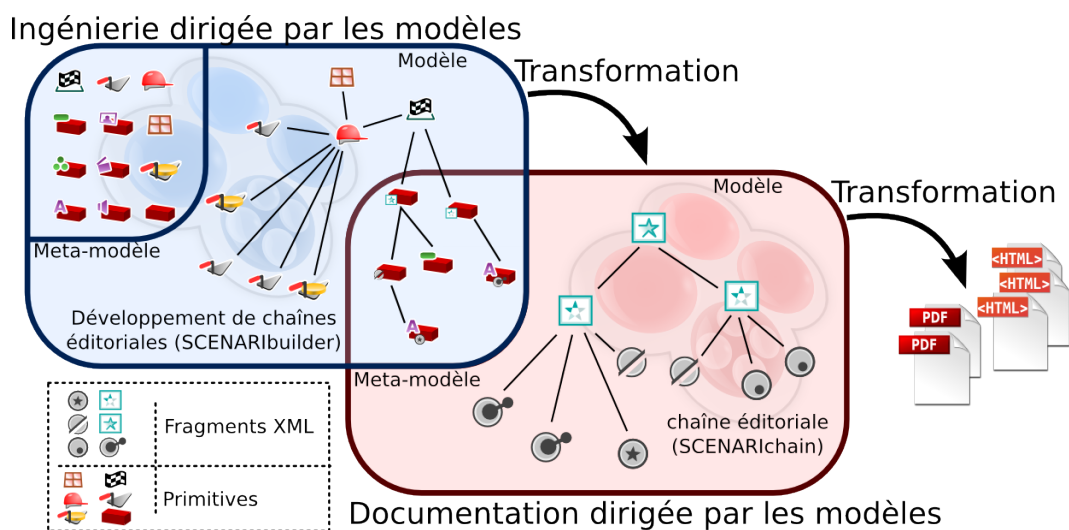 Ingénierie dirigée par les modèles
Modèle
Transformation
Meta-modèle
Développement de chaînes
éditoriales (SCENARIbuilder)
A
A
A
Modèle
Transformation
Meta-modèle
chaîne éditoriale
(SCENARIchain)
<HTML>
<HTML>
<HTML>
PDF
PDF
Fragments XML
Primitives
Documentation dirigée par les modèles